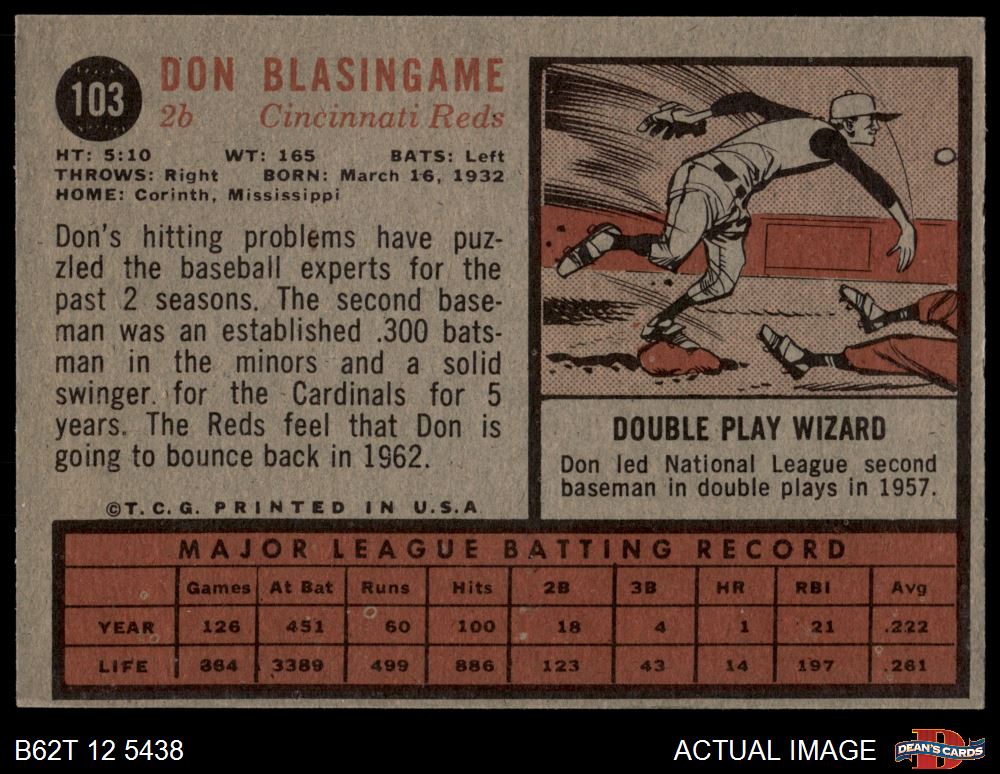 103
DON BLASINGAME
2b Cincinnati Reds
HT: 5:10 WT: 165 BATS: Left
THROWS: Right BORN: March 16, 1932
HOME: Corinth, Mississippi
Don's hitting problems have puz-
zled the baseball experts for the
past 2 seasons. The second base-
man was an established .300 bats-
man in the minors and a solid
swinger for the Cardinals for 5
years. The Reds feel that Don is
going to bounce back in 1962.
©T.C.G. PRINTED IN U.S.A
DOUBLE PLAY WIZARD
Don led National League second
baseman in double plays in 1957.
MAJOR LEAGUE BATTING RECORD
Games At Bat Runs Hits 2B 3B HR RBI Avg
YEAR 126 451 60 100 18 4 1 21 .222
LIFE 864 3389 499 886 123 43 14 197 .261
B62T 12 5438
ACTUAL IMAGE
D
DEAN'S CARDS